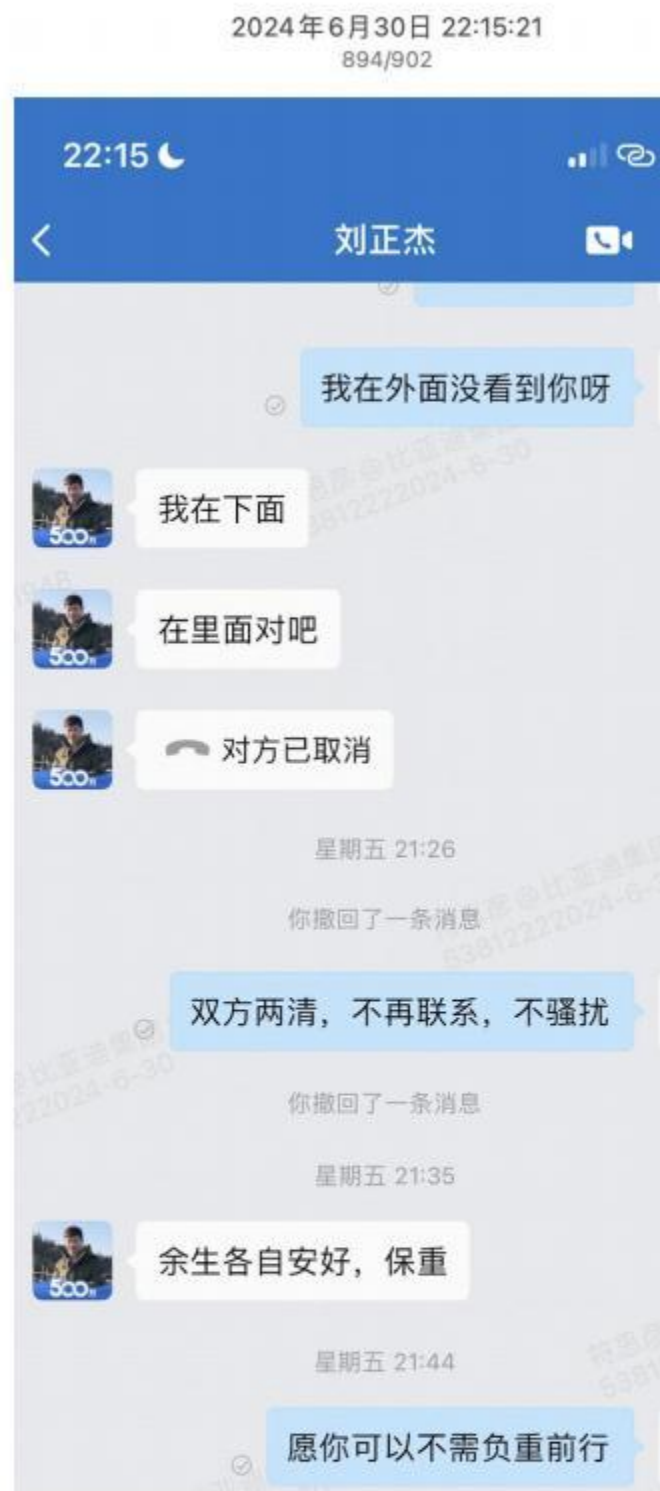 2024年6月30日 22:15:21
894/902
22:15
刘正杰
我在外面没看到你呀
我在下面
在里面对吧
对方已取消
星期五 21:26
你撤回了一条消息
双方两清，不再联系，不骚扰
你撤回了一条消息
星期五 21:35
余生各自安好，保重
星期五 21:44
愿你可以不需负重前行